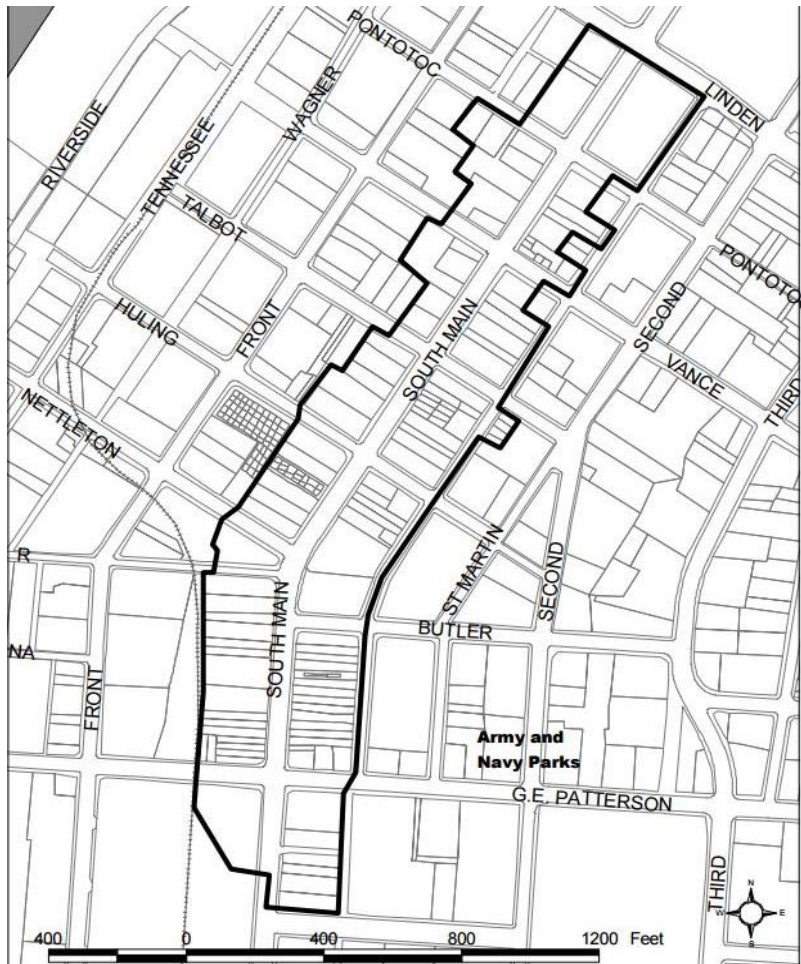 PONTOTOC
LINDEN
WAGNER
RIVERSIDE
TENNESSEE
TALBOT
PONTOTO
HULING
FRONT
SECOND
SOUTH MAIN
VANCE
THIRD
NETTLETON
R
ST MARTIN
SECOND
BUTLER
SOUTH MAIN
NA
FRONT
Army and
Navy Parks
G.E. PATTERSON
THIRD
N
W E
S
400 0 400 800 1200 Feet